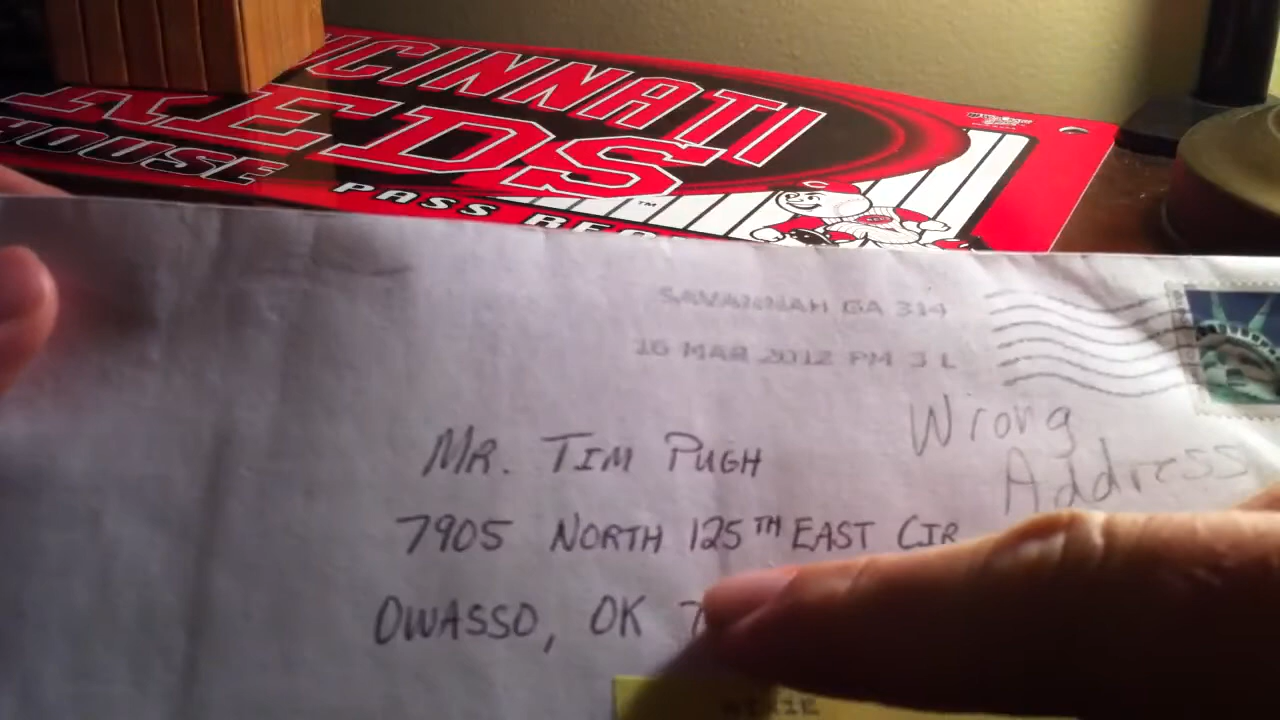 CINCINNATI
REDS
HOUSE
PASS
SAVANNAH GA 314
16 MAR 2012 PM 3 L
Wrong
Address
MR. TIM PUGH
7905 NORTH 125TH EAST CIR
OWASSO, OK 7